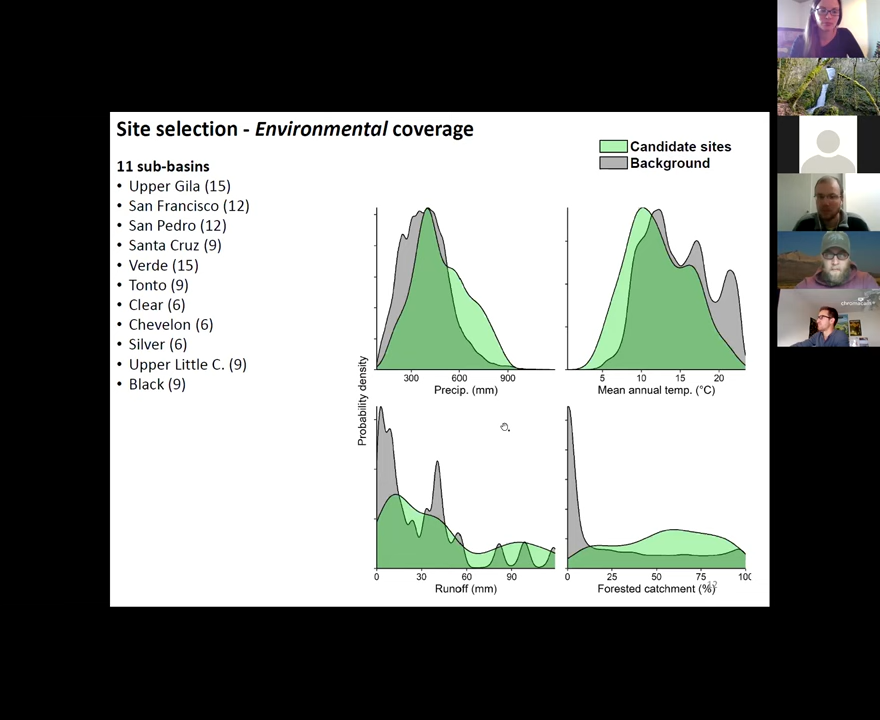 Site selection - Environmental coverage
11 sub-basins
• Upper Gila (15)
• San Francisco (12)
• San Pedro (12)
• Santa Cruz (9)
• Verde (15)
• Tonto (9)
• Clear (6)
• Chevelon (6)
• Silver (6)
• Upper Little C. (9)
• Black (9)
Candidate sites
Background
Probability density
300 600 900
Precip. (mm)
5 10 15 20
Mean annual temp. (°C)
0 30 60 90
Runoff (mm)
0 25 50 75 100
Forested catchment (%)
12